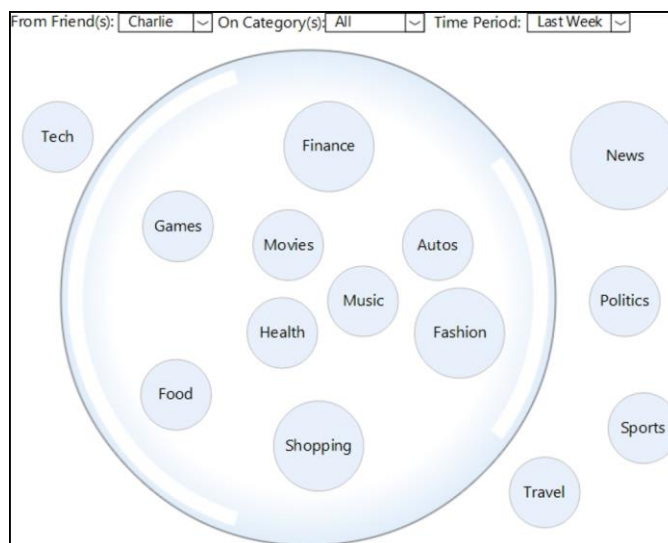 From Friend(s): Charlie On Category(s): All Time Period: Last Week
Tech
Finance
News
Games
Movies
Autos
Music
Politics
Health
Fashion
Food
Shopping
Sports
Travel